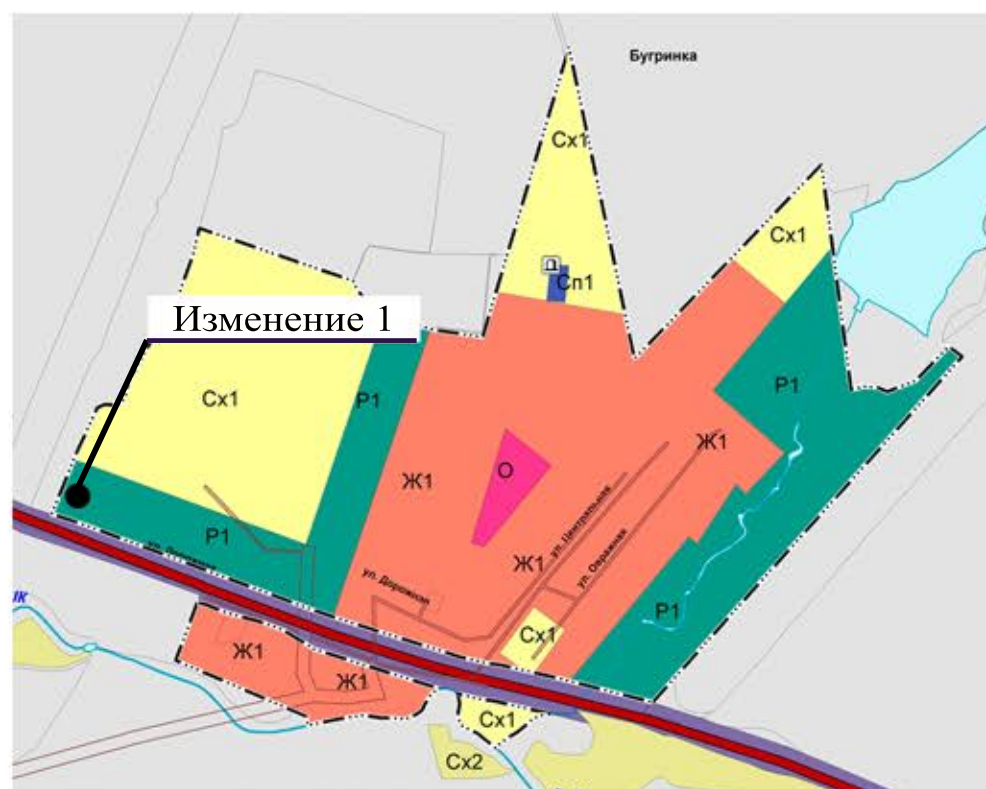 Бугринка
Сх1
Сх1
Сп1
Изменение 1
Сх1
Р1
Р1
Ж1
О
Ж1
Р1
Ж1
ул. Центральная
ул. Овражная
ул. Дорожная
Р1
Сх1
Ж1
Ж1
Сх1
Сх2